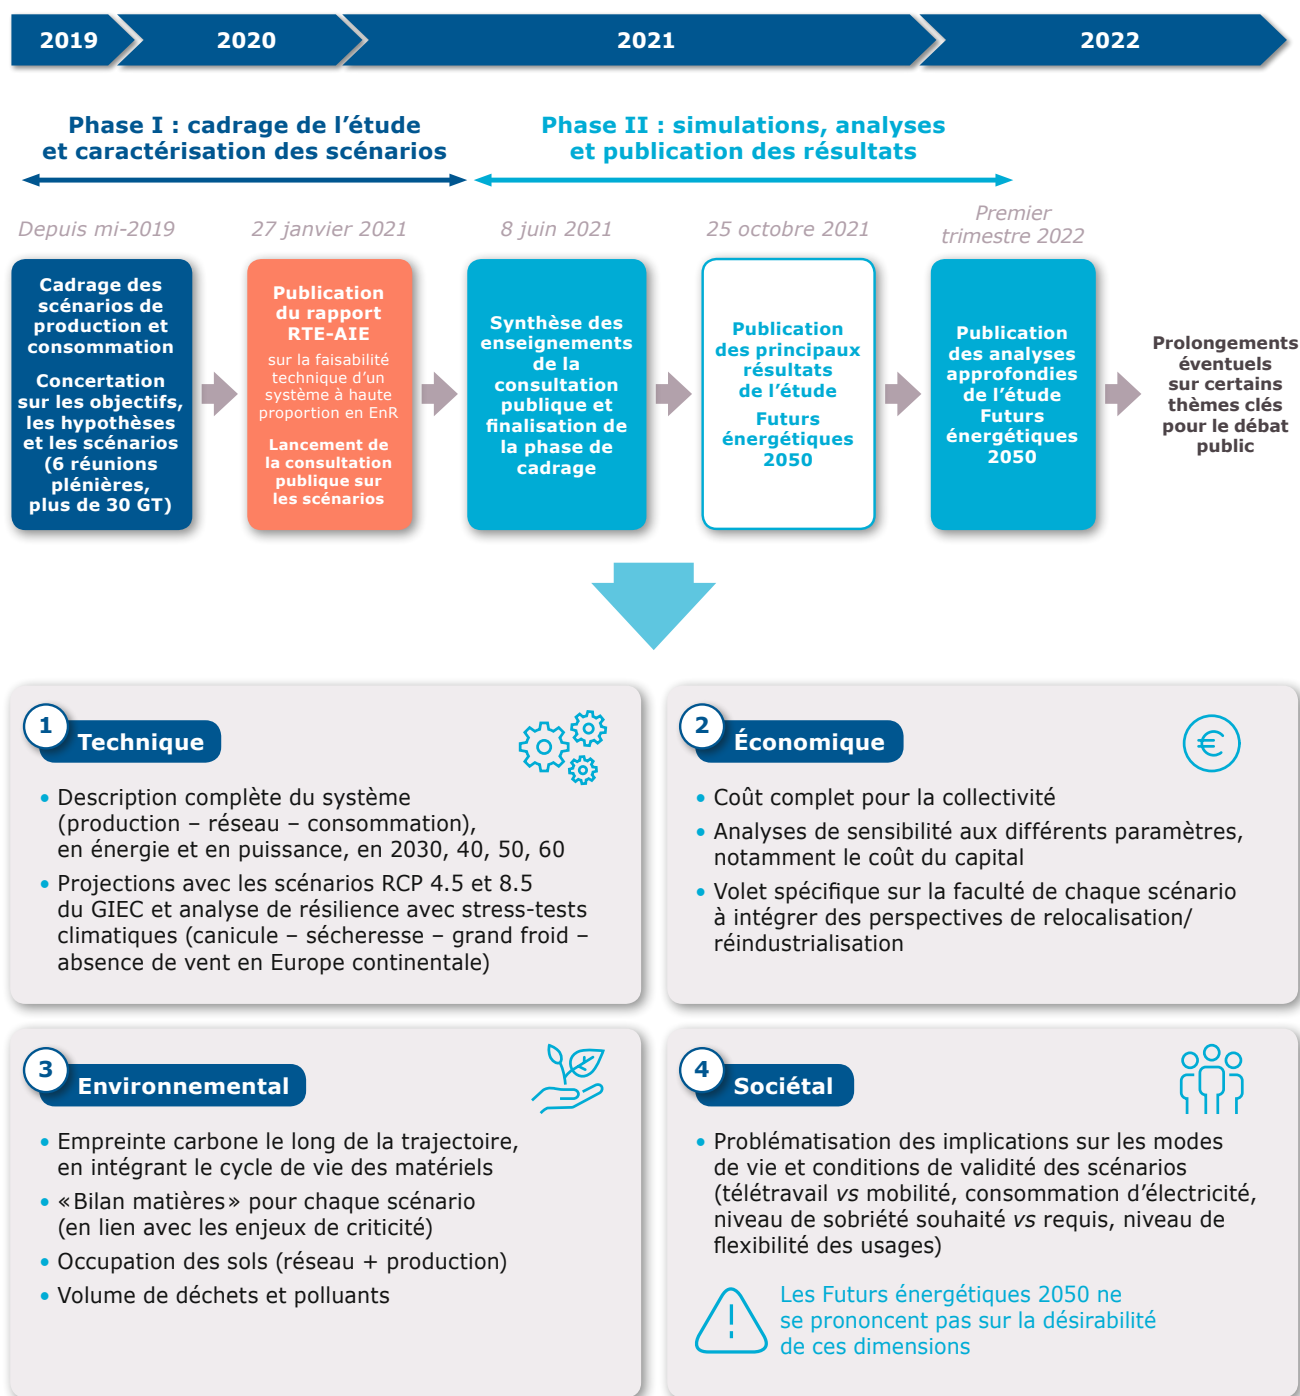 2019
2020
2021
2022
Phase I : cadrage de l’étude
et caractérisation des scénarios
Phase II : simulations, analyses
et publication des résultats
Depuis mi-2019
27 janvier 2021
8 juin 2021
25 octobre 2021
Premier
trimestre 2022
Cadrage des
scénarios de
production et
consommation
Concertation
sur les objectifs,
les hypothèses
et les scénarios
(6 réunions
plénières,
plus de 30 GT)
Publication
du rapport
RTE-AIE
sur la faisabilité
technique d’un
système à haute
proportion en EnR
Lancement de
la consultation
publique sur
les scénarios
Synthèse des
enseignements
de la
consultation
publique et
finalisation de
la phase de
cadrage
Publication
des principaux
résultats
de l’étude
Futurs
énergétiques
2050
Publication
des analyses
approfondies
de l’étude
Futurs
énergétiques
2050
Prolongements
éventuels
sur certains
thèmes clés
pour le débat
public
1
Technique
• Description complète du système
(production – réseau – consommation),
en énergie et en puissance, en 2030, 40, 50, 60
• Projections avec les scénarios RCP 4.5 et 8.5
du GIEC et analyse de résilience avec stress-tests
climatiques (canicule – sécheresse – grand froid –
absence de vent en Europe continentale)
2
Économique
€
• Coût complet pour la collectivité
• Analyses de sensibilité aux différents paramètres,
notamment le coût du capital
• Volet spécifique sur la faculté de chaque scénario
à intégrer des perspectives de relocalisation/
réindustrialisation
3
Environnemental
• Empreinte carbone le long de la trajectoire,
en intégrant le cycle de vie des matériels
• «Bilan matières» pour chaque scénario
(en lien avec les enjeux de criticité)
• Occupation des sols (réseau + production)
• Volume de déchets et polluants
4
Sociétal
• Problématisation des implications sur les modes
de vie et conditions de validité des scénarios
(télétravail vs mobilité, consommation d’électricité,
niveau de sobriété souhaité vs requis, niveau de
flexibilité des usages)
Les Futurs énergétiques 2050 ne
se prononcent pas sur la désirabilité
de ces dimensions